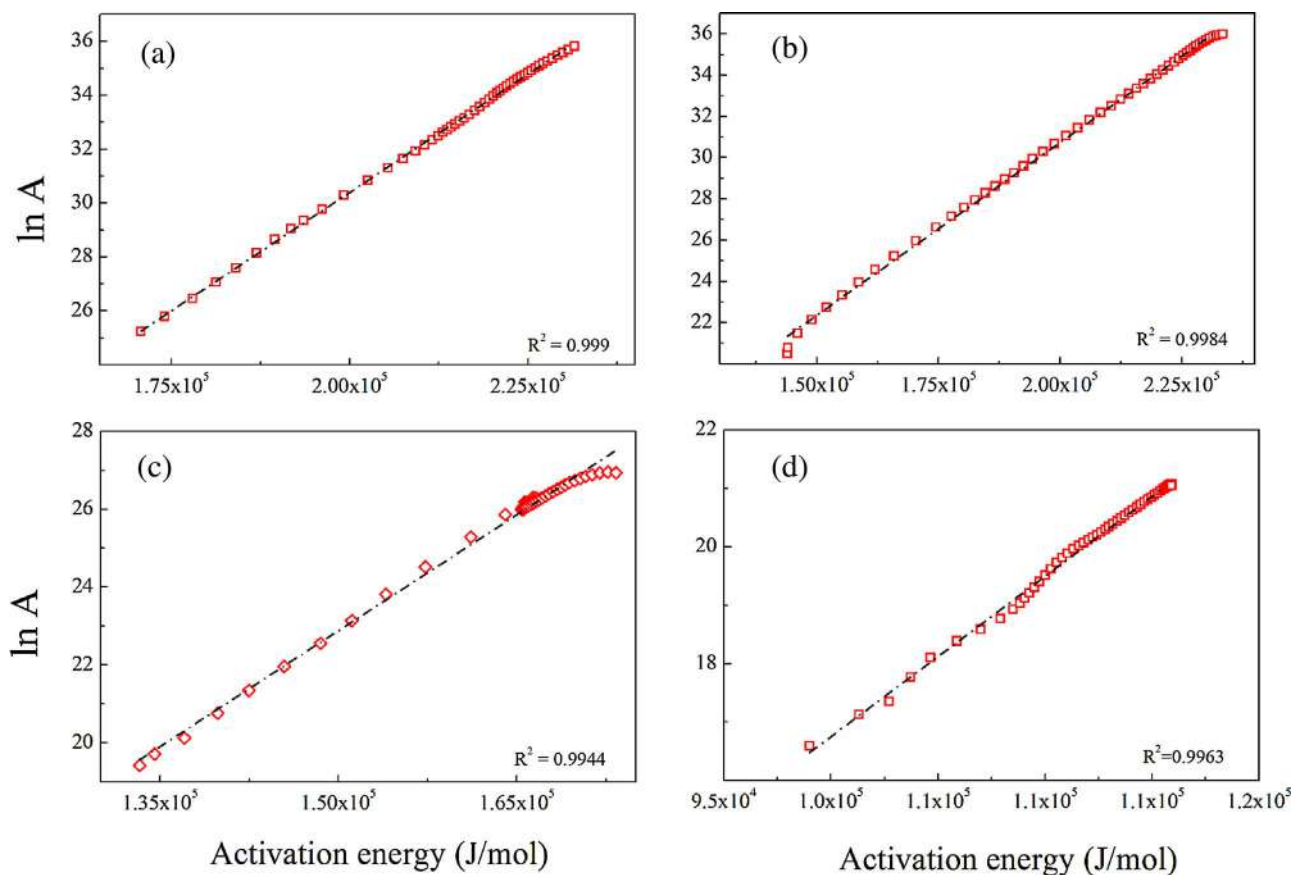 (a)
36
34
32
30
28
26
ln A
R² = 0.999
1.75x10⁵
2.00x10⁵
2.25x10⁵
(b)
36
34
32
30
28
26
24
22
R² = 0.9984
1.50x10⁵
1.75x10⁵
2.00x10⁵
2.25x10⁵
(c)
28
26
24
22
20
ln A
R² = 0.9944
1.35x10⁵
1.50x10⁵
1.65x10⁵
Activation energy (J/mol)
(d)
22
20
18
R²=0.9963
9.5x10⁴
1.0x10⁵
1.1x10⁵
1.1x10⁵
1.1x10⁵
1.2x10⁵
Activation energy (J/mol)